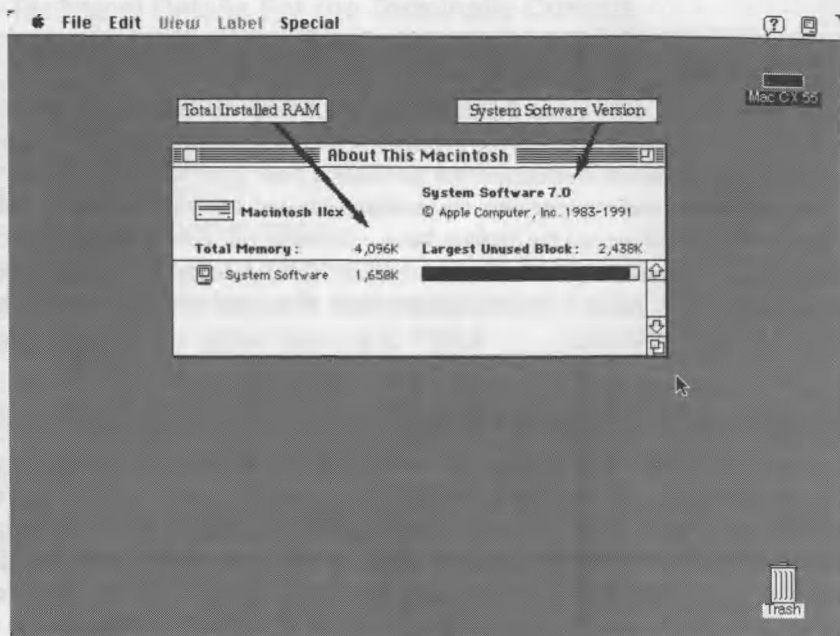 File Edit View Label Special
Mac CX 55
Total Installed RAM
System Software Version
About This Macintosh
System Software 7.0
Macintosh IIcx
© Apple Computer, Inc. 1983-1991
Total Memory : 4,096K Largest Unused Block : 2,438K
System Software 1,658K
Trash